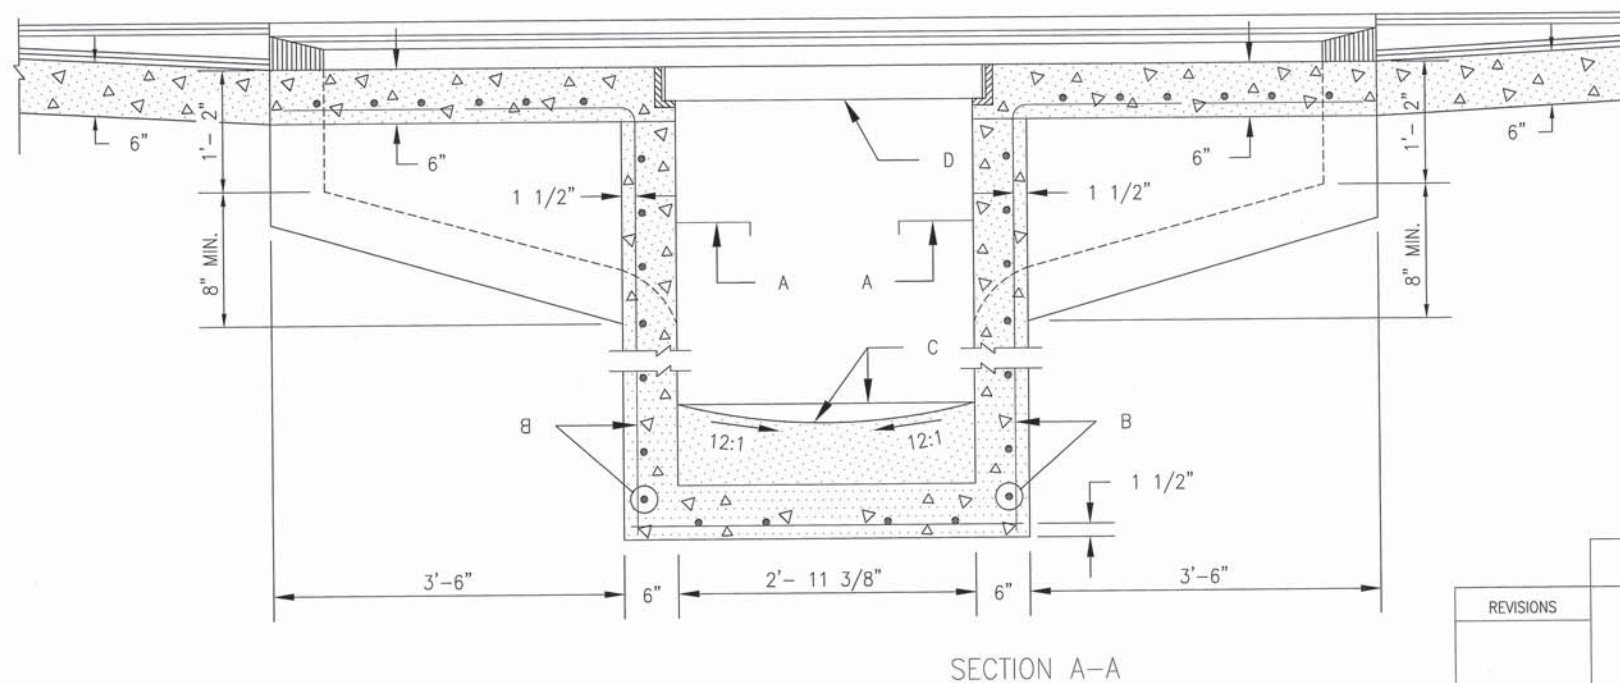 6"
1'- 2"
6"
D
6"
1'- 2"
6"
1 1/2"
1 1/2"
8" MIN.
A
A
8" MIN.
C
B
12:1
12:1
B
1 1/2"
3'-6"
6"
2'- 11 3/8"
6"
3'-6"
REVISIONS
SECTION A-A